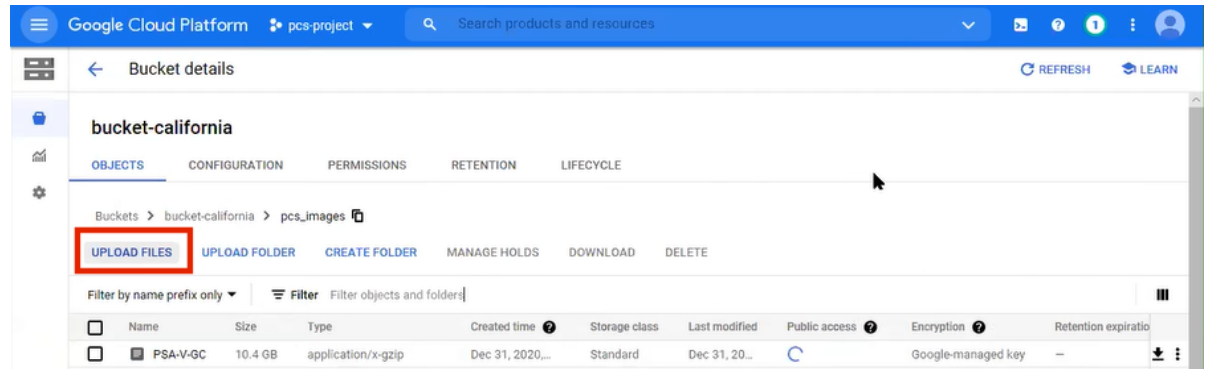 Google Cloud Platform pcs-project Search products and resources 1
Bucket details REFRESH LEARN
bucket-california
OBJECTS CONFIGURATION PERMISSIONS RETENTION LIFECYCLE
Buckets > bucket-california > pcs_images
UPLOAD FILES UPLOAD FOLDER CREATE FOLDER MANAGE HOLDS DOWNLOAD DELETE
Filter by name prefix only Filter Filter objects and folders
Name Size Type Created time Storage class Last modified Public access Encryption Retention expiratio
PSA-V-GC 10.4 GB application/x-gzip Dec 31, 2020,... Standard Dec 31, 20... Google-managed key —